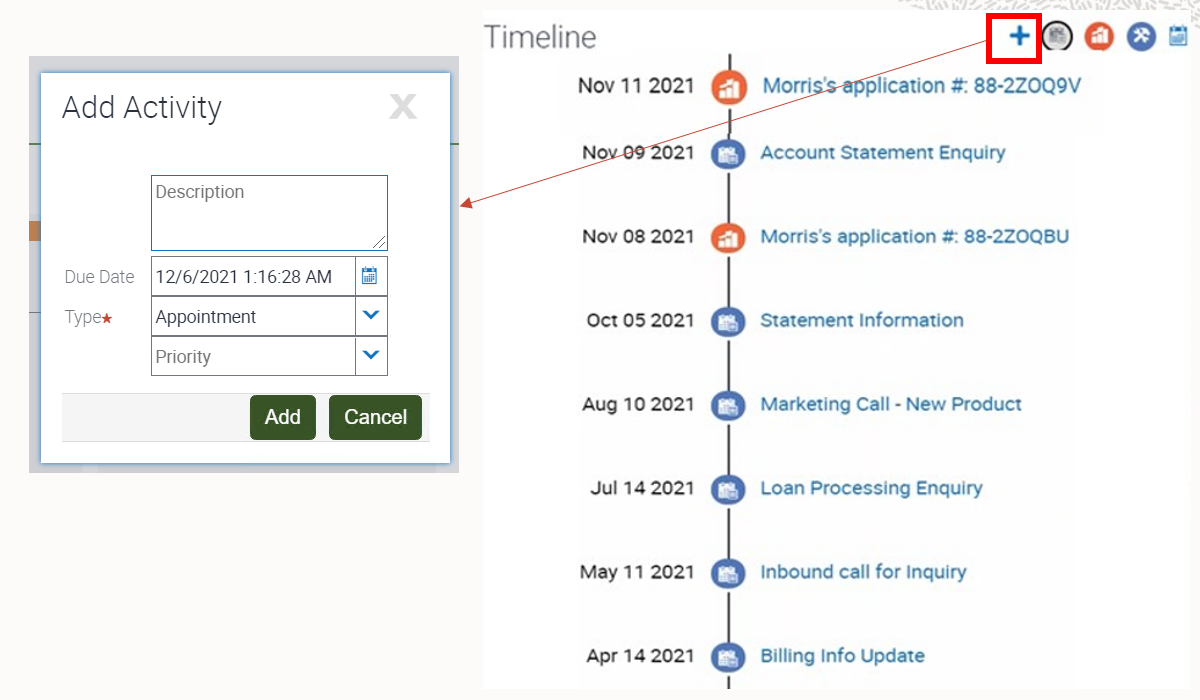 Add Activity
X
Description
Due Date 12/6/2021 1:16:28 AM
Type★ Appointment
Priority
Add Cancel
Timeline
Nov 11 2021 Morris's application #: 88-2ZOQ9V
Nov 09 2021 Account Statement Enquiry
Nov 08 2021 Morris's application #: 88-2ZOQBU
Oct 05 2021 Statement Information
Aug 10 2021 Marketing Call - New Product
Jul 14 2021 Loan Processing Enquiry
May 11 2021 Inbound call for Inquiry
Apr 14 2021 Billing Info Update